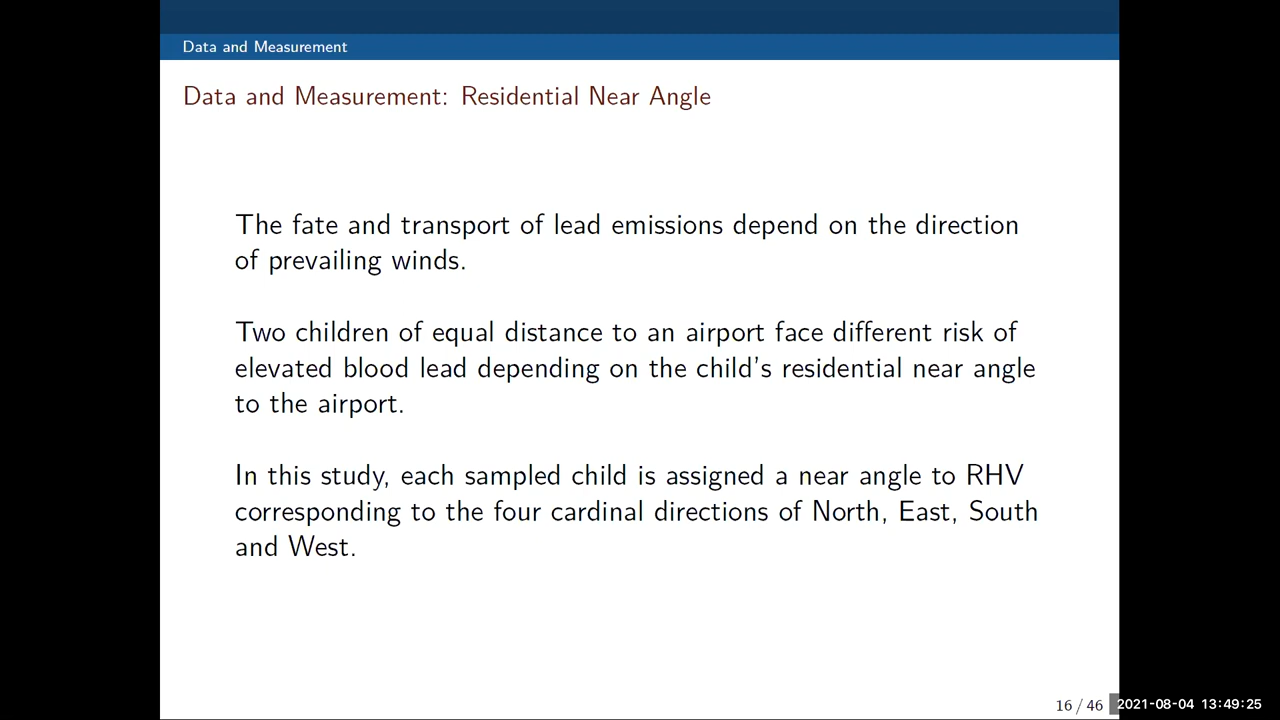 Data and Measurement
Data and Measurement: Residential Near Angle
The fate and transport of lead emissions depend on the direction
of prevailing winds.
Two children of equal distance to an airport face different risk of
elevated blood lead depending on the child's residential near angle
to the airport.
In this study, each sampled child is assigned a near angle to RHV
corresponding to the four cardinal directions of North, East, South
and West.
16 / 46
2021-08-04 13:49:25